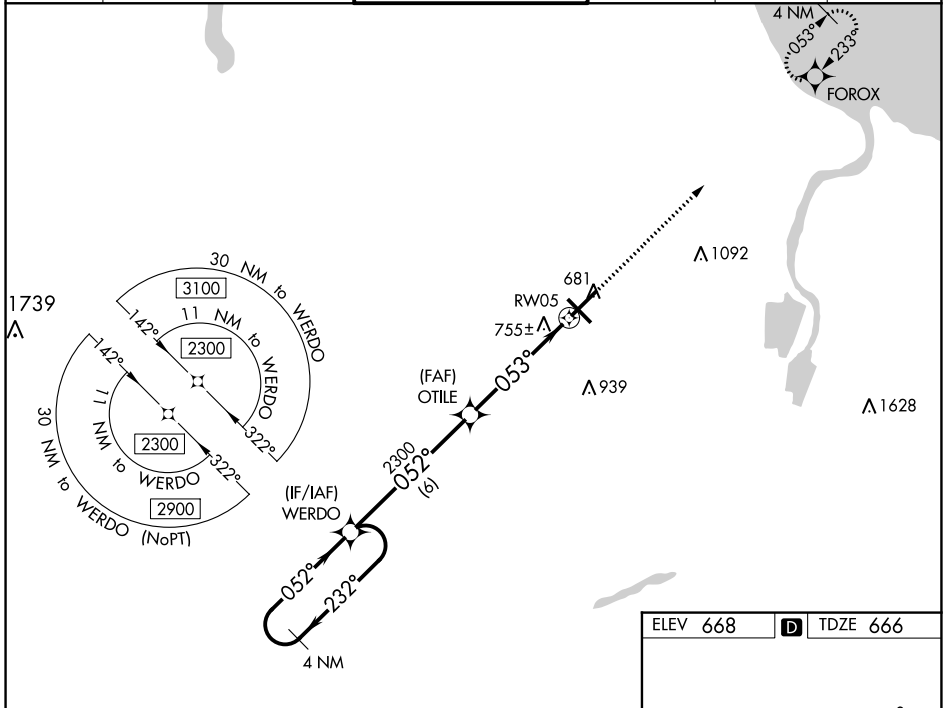 4 NM
053°
233°
FOROX
1092
681
RW05
755±
939
1628
1739
30 NM to WERDO
3100
142°
11 NM to WERDO
2300
322°
142°
11 NM to WERDO
2300
322°
30 NM to WERDO (NoPT)
2900
(FAF)
OTILE
053°
2300
052°
(6)
(IF/IAF)
WERDO
052°
232°
4 NM
ELEV 668 D TDZE 666